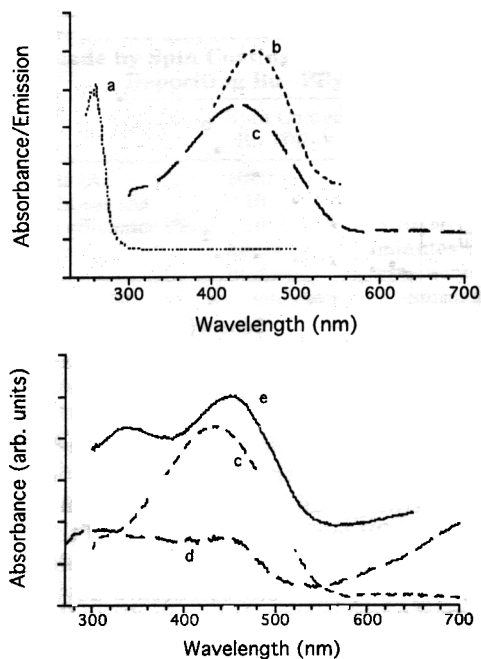 a
b
c
Absorbance/Emission
300 400 500 600 700
Wavelength (nm)
e
c
d
Absorbance (arb. units)
300 400 500 600 700
Wavelength (nm)